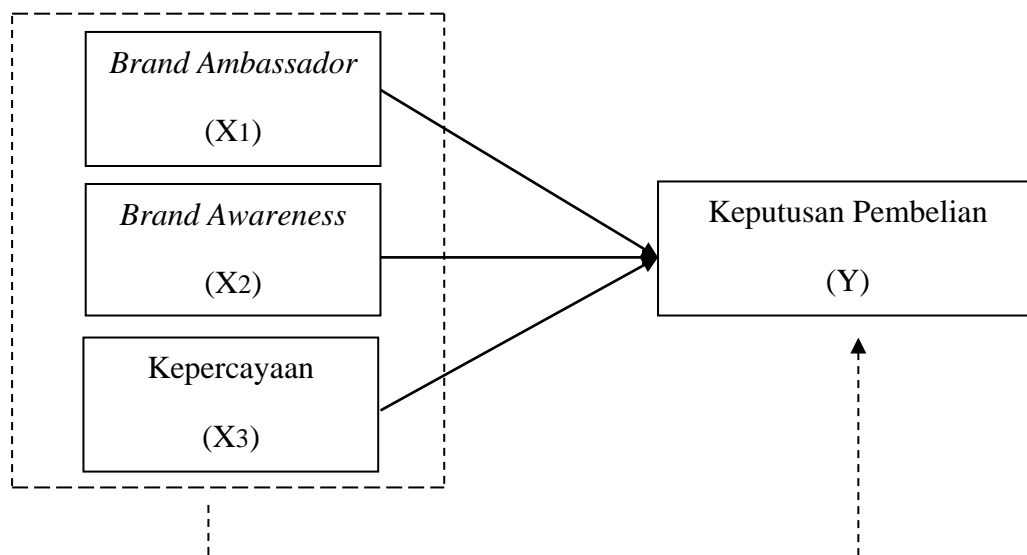 Brand Ambassador
(X1)
Brand Awareness
(X2)
Kepercayaan
(X3)
Keputusan Pembelian
(Y)